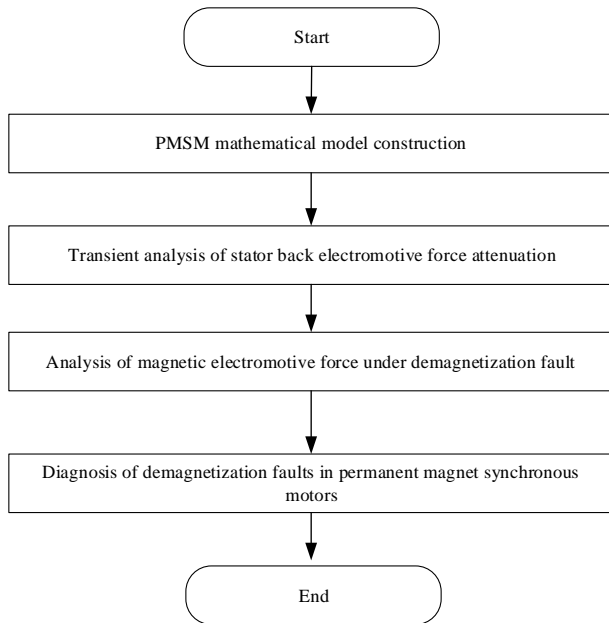 Start
PMSM mathematical model construction
Transient analysis of stator back electromotive force attenuation
Analysis of magnetic electromotive force under demagnetization fault
Diagnosis of demagnetization faults in permanent magnet synchronous
motors
End